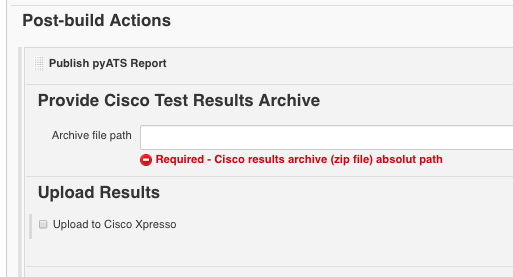 Post-build Actions
Publish pyATS Report
Provide Cisco Test Results Archive
Archive file path
Required - Cisco results archive (zip file) absolut path
Upload Results
Upload to Cisco Xpresso